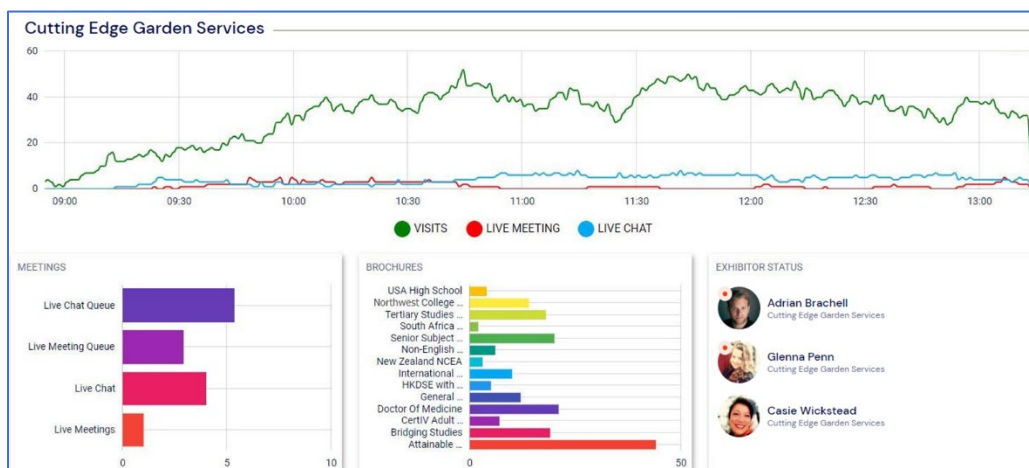 Cutting Edge Garden Services
60
40
20
0
09:00 09:30 10:00 10:30 11:00 11:30 12:00 12:30 13:00
VISITS LIVE MEETING LIVE CHAT
MEETINGS
Live Chat Queue
Live Meeting Queue
Live Chat
Live Meetings
0 5 10
BROCHURES
USA High School
Northwest College ...
Tertiary Studies ...
South Africa ...
Senior Subject ...
Non-English ...
New Zealand NCEA
International ...
HKDSE with ...
General ...
Doctor Of Medicine
CertIV Adult ...
Bridging Studies
Attainable ...
0 50
EXHIBITOR STATUS
Adrian Brachell
Cutting Edge Garden Services
Glenna Penn
Cutting Edge Garden Services
Casie Wickstead
Cutting Edge Garden Services